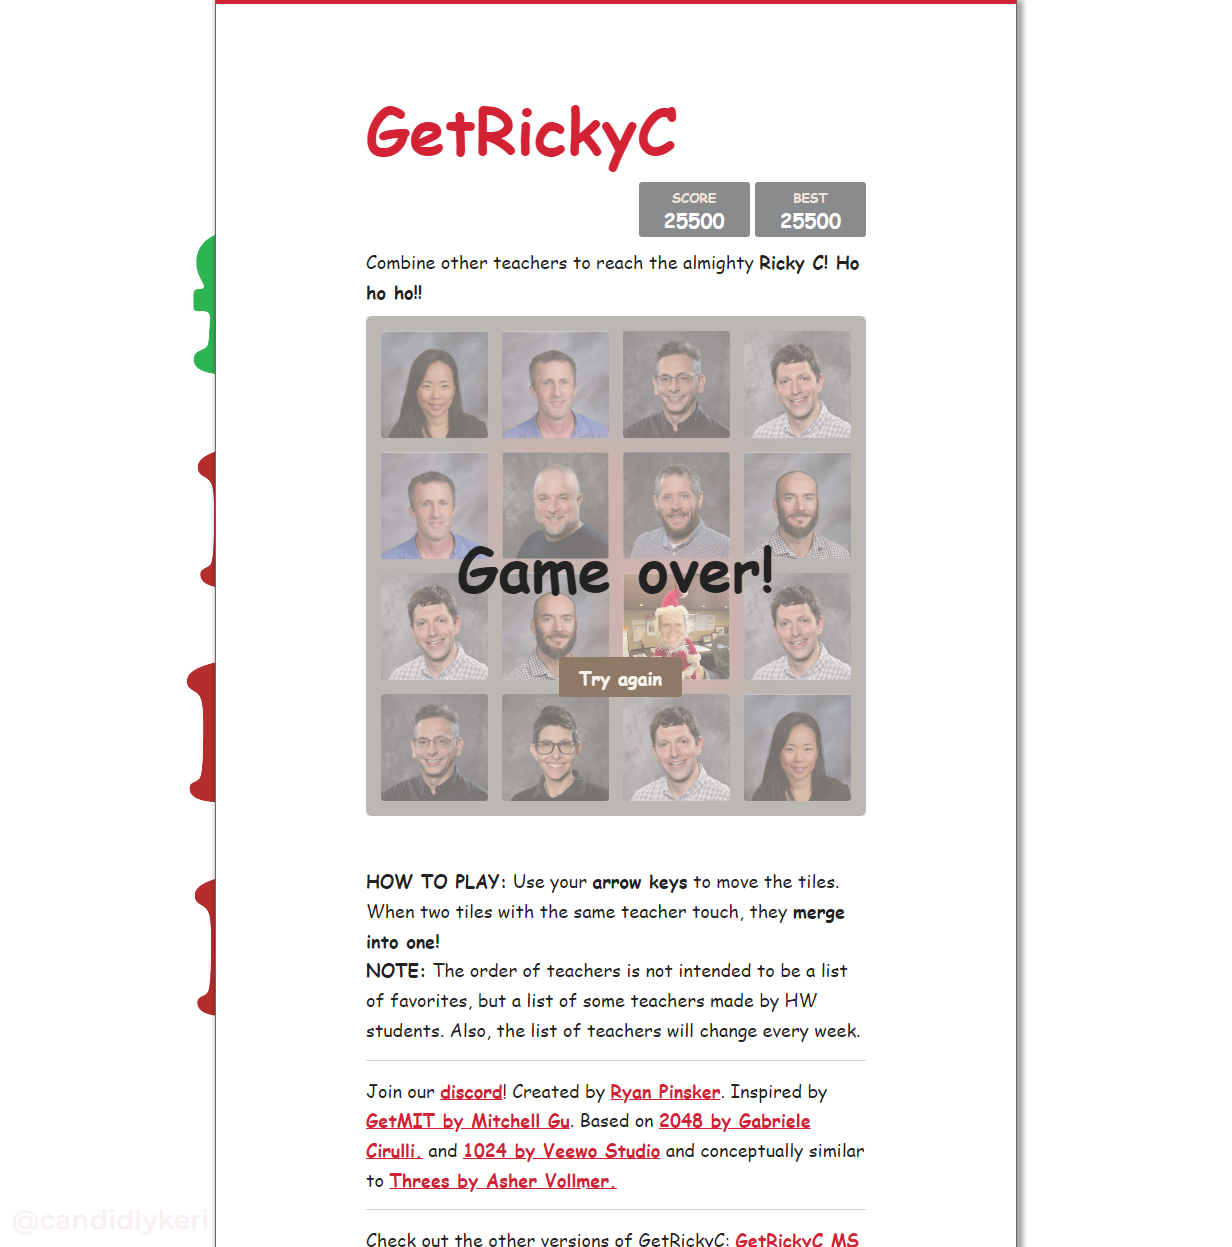 GetRickyC
SCORE
25500
BEST
25500
Combine other teachers to reach the almighty Ricky C! Ho
ho ho!!
Game over!
Try again
HOW TO PLAY: Use your arrow keys to move the tiles.
When two tiles with the same teacher touch, they merge
into one!
NOTE: The order of teachers is not intended to be a list
of favorites, but a list of some teachers made by HW
students. Also, the list of teachers will change every week.
Join our discord! Created by Ryan Pinsker. Inspired by
GetMIT by Mitchell Gu. Based on 2048 by Gabriele
Cirulli. and 1024 by Veewo Studio and conceptually similar
to Threes by Asher Vollmer.
@candidlykeri
Check out the other versions of GetRickyC: GetRickyC MS